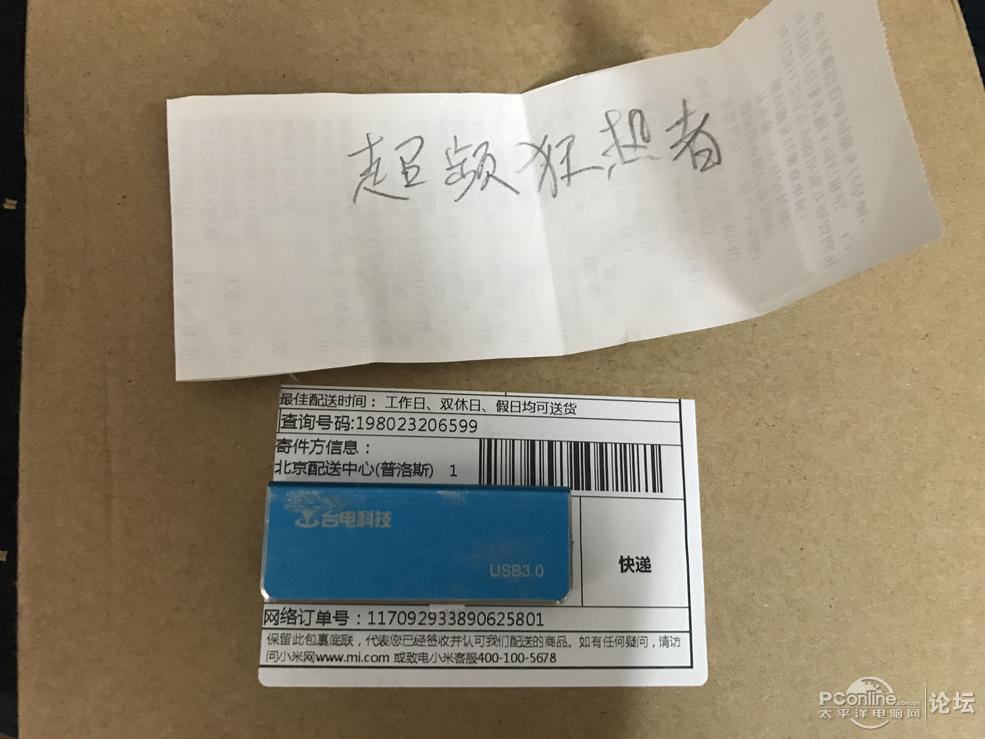 超频狂热者
最佳配送时间： 工作日、双休日、假日均可送货
查询号码:198023206599
寄件方信息：
北京配送中心(普洛斯) 1
台电科技
USB3.0
快递
网络订单号：117092933890625801
保留此包裹底联，代表您已经签收并认可我们配送的商品。如有任何疑问，请访
问小米网www.mi.com 或致电小米客服400-100-5678
PConline.com.cn
太平洋电脑网
论坛